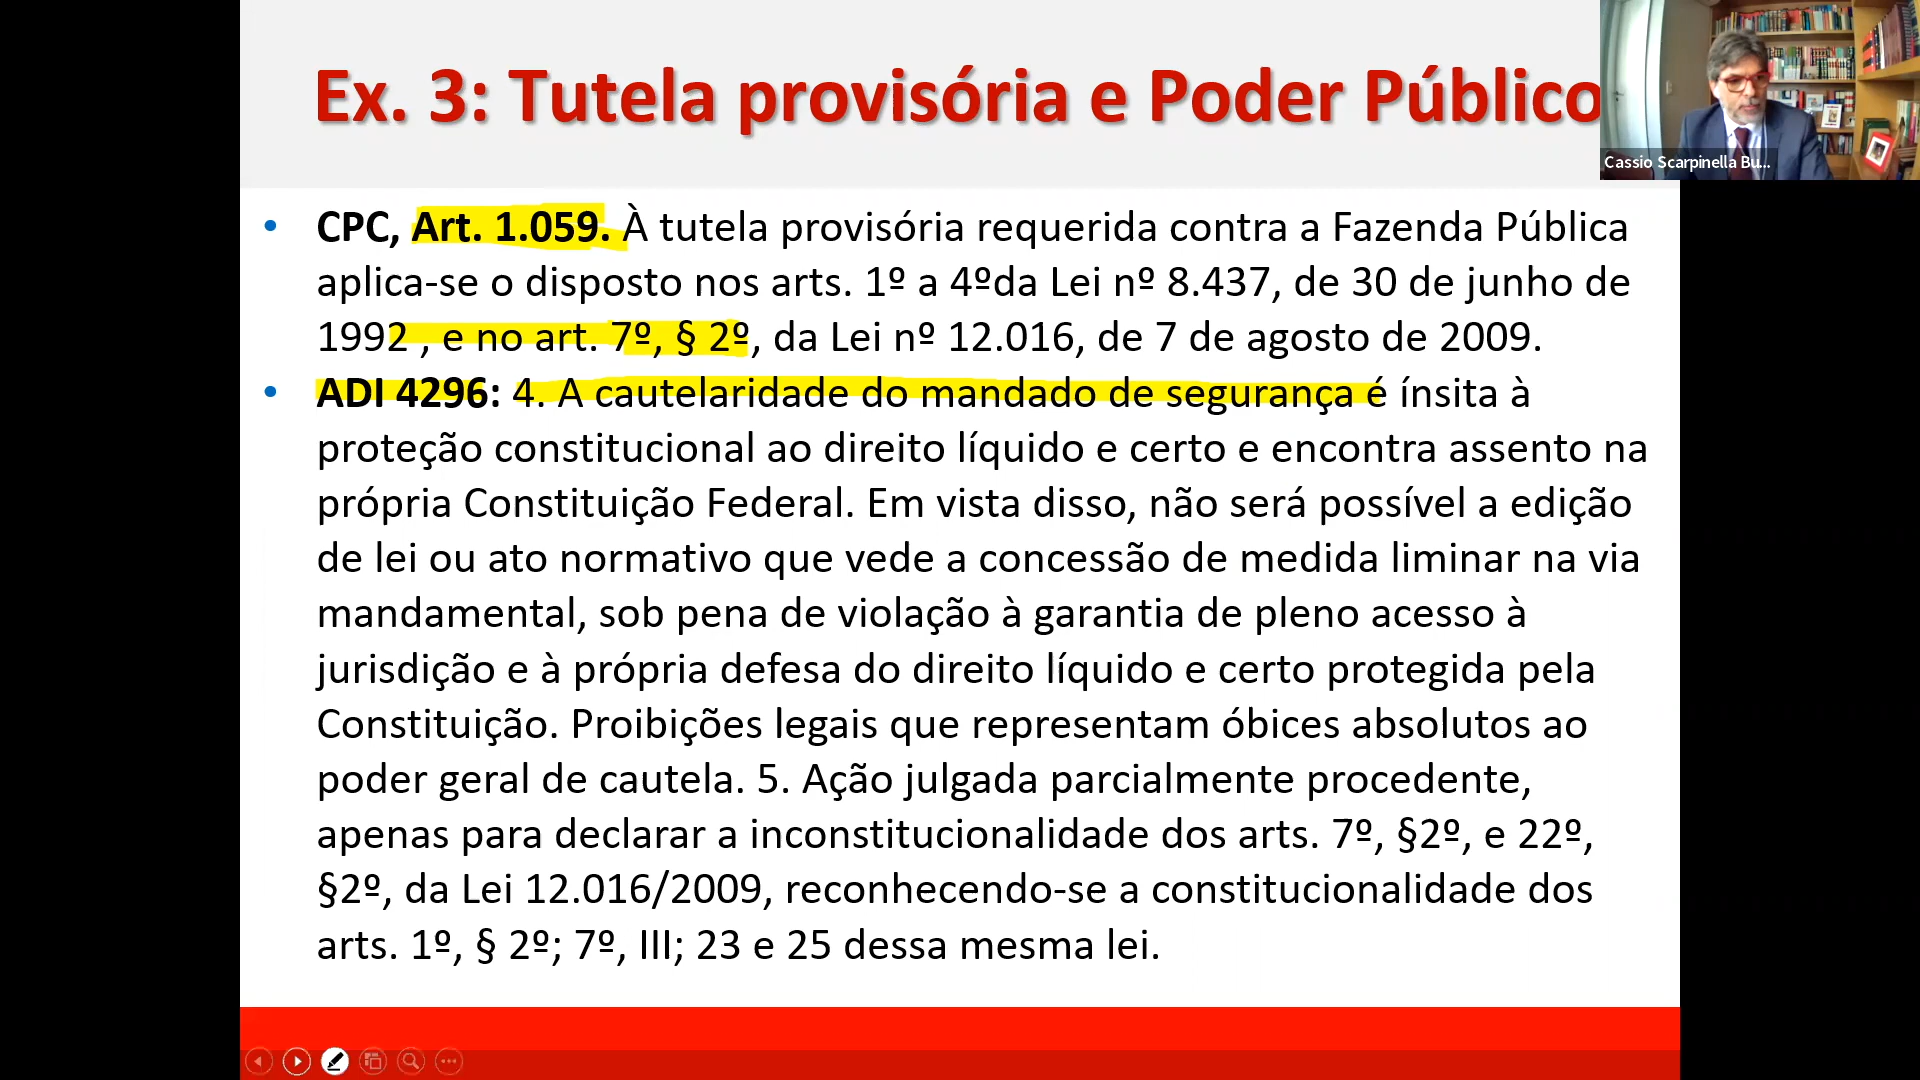 Ex. 3: Tutela provisória e Poder Público
Cassio Scarpinella Bu...
• CPC, Art. 1.059. À tutela provisória requerida contra a Fazenda Pública
aplica-se o disposto nos arts. 1º a 4ºda Lei nº 8.437, de 30 de junho de
1992 , e no art. 7º, § 2º, da Lei nº 12.016, de 7 de agosto de 2009.
• ADI 4296: 4. A cautelaridade do mandado de segurança é ínsita à
proteção constitucional ao direito líquido e certo e encontra assento na
própria Constituição Federal. Em vista disso, não será possível a edição
de lei ou ato normativo que vede a concessão de medida liminar na via
mandamental, sob pena de violação à garantia de pleno acesso à
jurisdição e à própria defesa do direito líquido e certo protegida pela
Constituição. Proibições legais que representam óbices absolutos ao
poder geral de cautela. 5. Ação julgada parcialmente procedente,
apenas para declarar a inconstitucionalidade dos arts. 7º, §2º, e 22º,
§2º, da Lei 12.016/2009, reconhecendo-se a constitucionalidade dos
arts. 1º, § 2º; 7º, III; 23 e 25 dessa mesma lei.